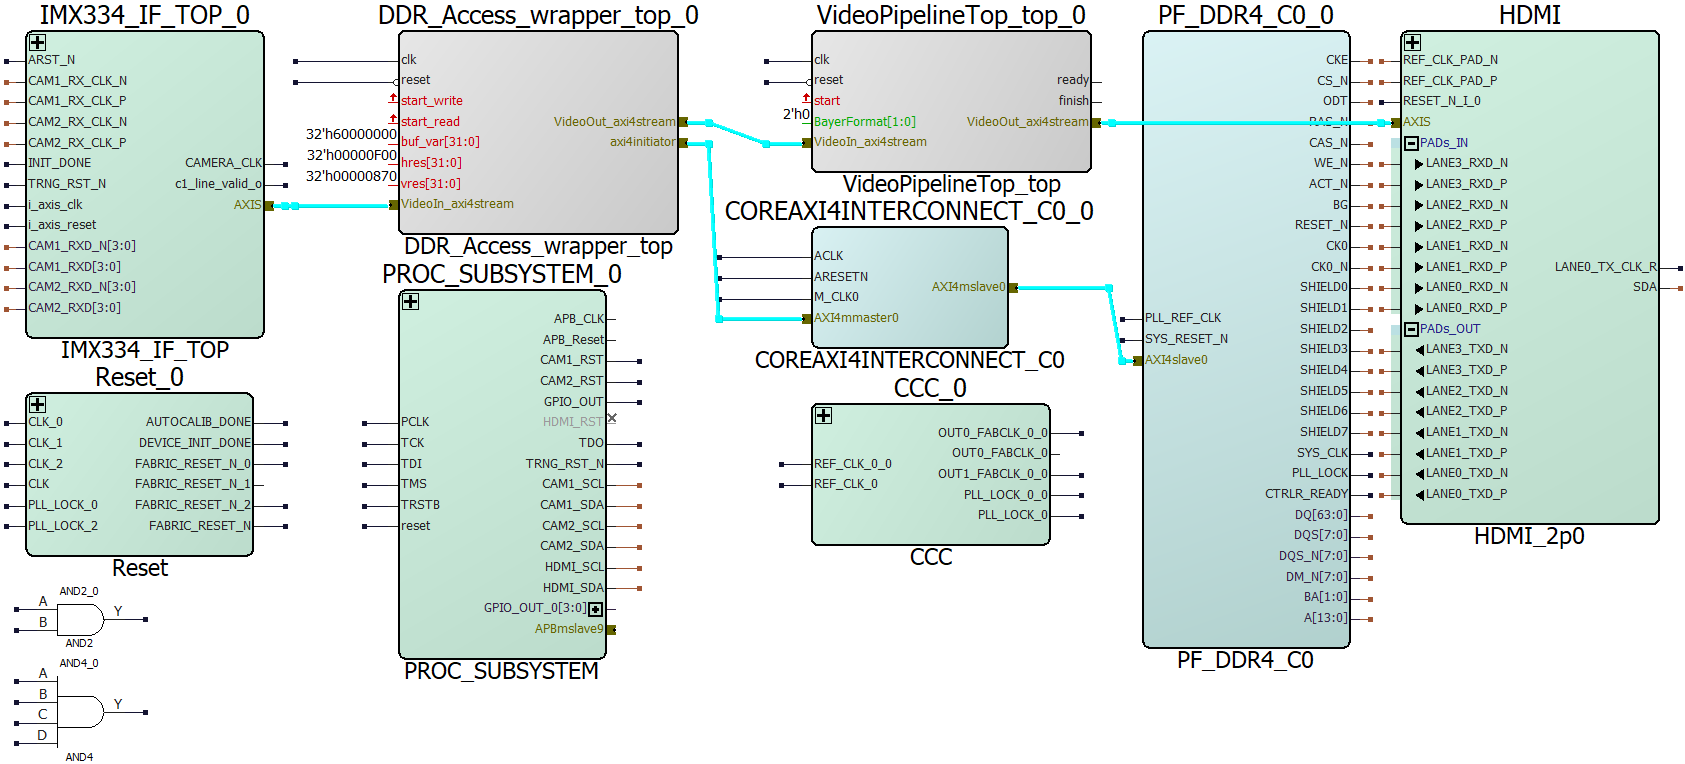 IMX334_IF_TOP_0
ARST_N
CAM1_RX_CLK_N
CAM1_RX_CLK_P
CAM2_RX_CLK_N
CAM2_RX_CLK_P
INIT_DONE
TRNG_RST_N
i_axis_clk
i_axis_reset
CAM1_RXD_N[3:0]
CAM1_RXD[3:0]
CAM2_RXD_N[3:0]
CAM2_RXD[3:0]
CAMERA_CLK
c1_line_valid_o
AXIS
IMX334_IF_TOP
Reset_0
CLK_0
CLK_1
CLK_2
CLK
PLL_LOCK_0
PLL_LOCK_2
AUTOCALIB_DONE
DEVICE_INIT_DONE
FABRIC_RESET_N_0
FABRIC_RESET_N_1
FABRIC_RESET_N_2
FABRIC_RESET_N
Reset
AND2_0
A
B
Y
AND2
AND4_0
A
B
C
D
Y
AND4
DDR_Access_wrapper_top_0
clk
reset
start_write
start_read
32'h60000000
buf_var[31:0]
32'h00000F00
hres[31:0]
32'h00000870
vres[31:0]
VideoIn_axi4stream
VideoOut_axi4stream
axi4initiator
DDR_Access_wrapper_top
PROC_SUBSYSTEM_0
PCLK
TCK
TDI
TMS
TRSTB
reset
APB_CLK
APB_Reset
CAM1_RST
CAM2_RST
GPIO_OUT
HDMI_RST
TDO
TRNG_RST_N
CAM1_SCL
CAM1_SDA
CAM2_SCL
CAM2_SDA
HDMI_SCL
HDMI_SDA
GPIO_OUT_0[3:0]
APBmslave9
PROC_SUBSYSTEM
VideoPipelineTop_top_0
clk
reset
start
2'h0
BayerFormat[1:0]
VideoIn_axi4stream
ready
finish
VideoOut_axi4stream
VideoPipelineTop_top
COREAXI4INTERCONNECT_C0_0
ACLK
ARESETN
M_CLK0
AXI4mmaster0
AXI4mslave0
COREAXI4INTERCONNECT_C0
CCC_0
REF_CLK_0_0
REF_CLK_0
OUT0_FABCLK_0_0
OUT0_FABCLK_0
OUT1_FABCLK_0_0
PLL_LOCK_0_0
PLL_LOCK_0
CCC
PF_DDR4_C0_0
PLL_REF_CLK
SYS_RESET_N
AXI4slave0
CKE
CS_N
ODT
RAS_N
CAS_N
WE_N
ACT_N
BG
RESET_N
CK0
CK0_N
SHIELD0
SHIELD1
SHIELD2
SHIELD3
SHIELD4
SHIELD5
SHIELD6
SHIELD7
SYS_CLK
PLL_LOCK
CTRLR_READY
DQ[63:0]
DQS[7:0]
DQS_N[7:0]
DM_N[7:0]
BA[1:0]
A[13:0]
PF_DDR4_C0
HDMI
REF_CLK_PAD_N
REF_CLK_PAD_P
RESET_N_I_0
AXIS
PADs_IN
LANE3_RXD_N
LANE3_RXD_P
LANE2_RXD_N
LANE2_RXD_P
LANE1_RXD_N
LANE1_RXD_P
LANE0_RXD_N
LANE0_RXD_P
PADs_OUT
LANE3_TXD_N
LANE3_TXD_P
LANE2_TXD_N
LANE2_TXD_P
LANE1_TXD_N
LANE1_TXD_P
LANE0_TXD_N
LANE0_TXD_P
LANE0_TX_CLK_R
SDA
HDMI_2p0